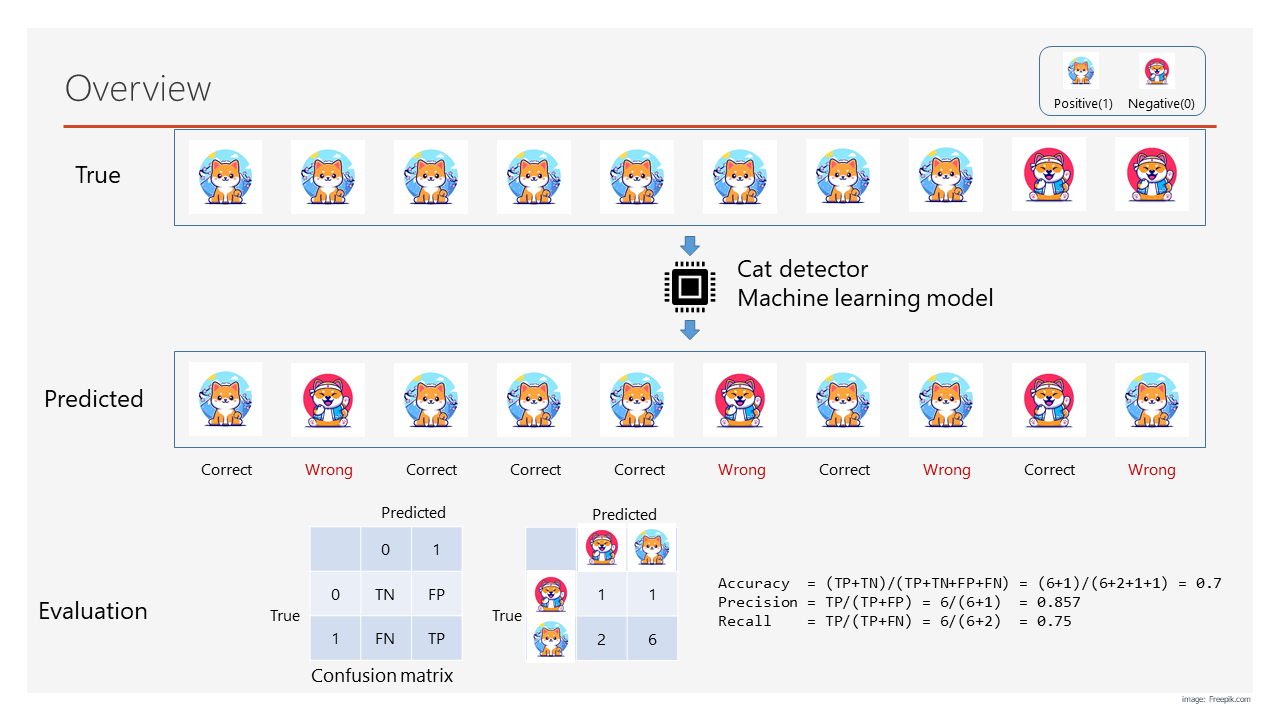 Overview
Positive(1) Negative(0)
True
Cat detector
Machine learning model
Predicted
Correct Wrong Correct Correct Correct Wrong Correct Wrong Correct Wrong
Evaluation
Predicted
0 1
True
0 TN FP
1 FN TP
Confusion matrix
Predicted
True
1 1
2 6
Accuracy = (TP+TN)/(TP+TN+FP+FN) = (6+1)/(6+2+1+1) = 0.7
Precision = TP/(TP+FP) = 6/(6+1) = 0.857
Recall = TP/(TP+FN) = 6/(6+2) = 0.75
image: Freepik.com